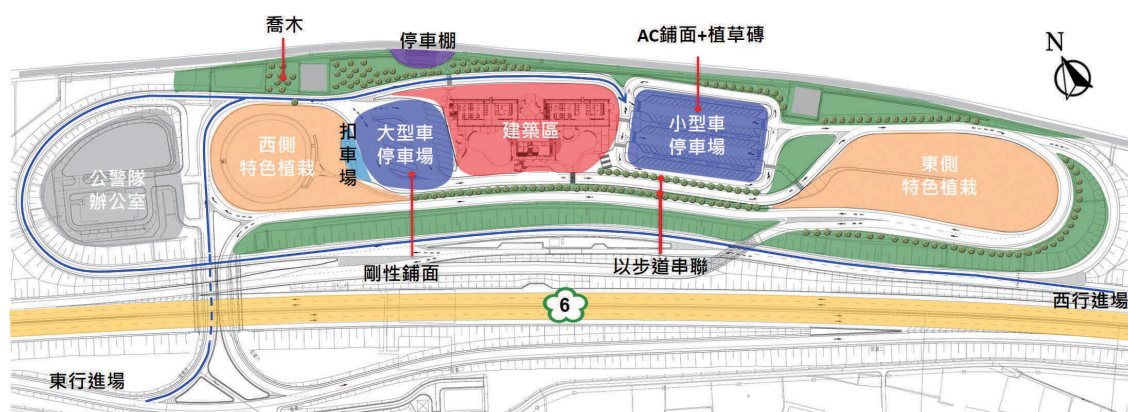 喬木
停車棚
AC鋪面+植草磚
N
西側
特色植栽
扣車場
大型車
停車場
建築區
小型車
停車場
東側
特色植栽
公警隊
辦公室
剛性鋪面
以步道串聯
6
西行進場
東行進場